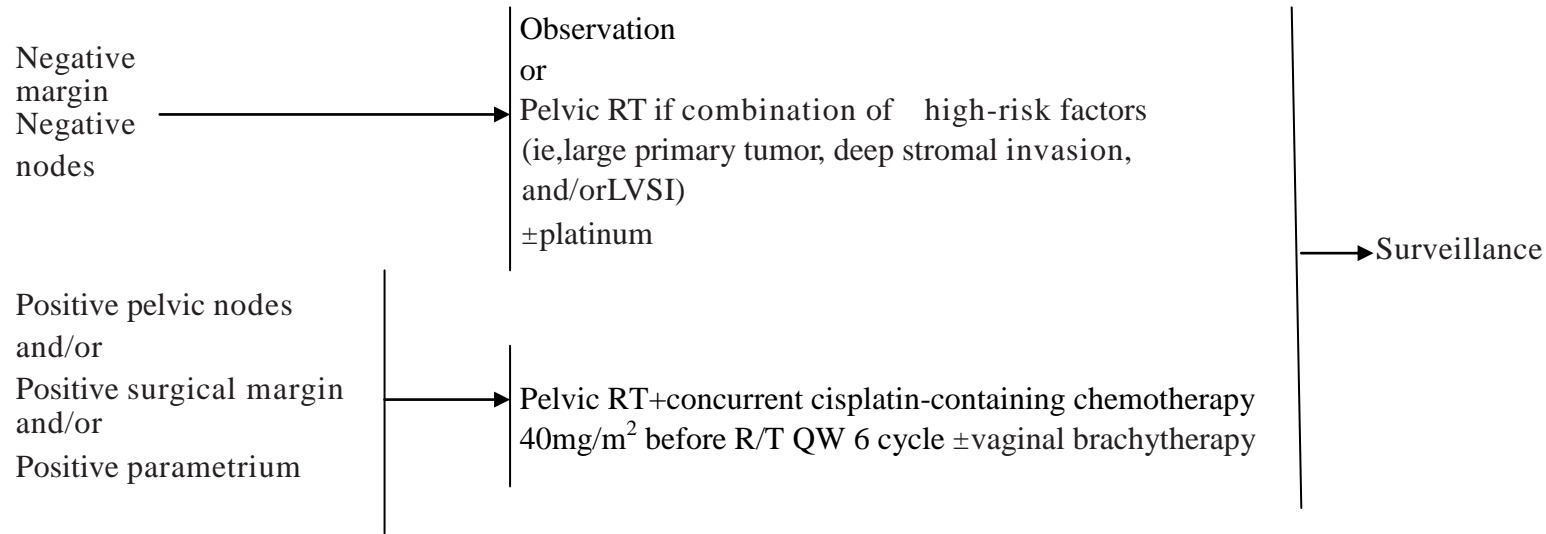 Negative
margin
Negative
nodes
Observation
or
Pelvic RT if combination of high-risk factors
(ie,large primary tumor, deep stromal invasion,
and/orLVSI)
±platinum
Positive pelvic nodes
and/or
Positive surgical margin
and/or
Positive parametrium
Pelvic RT+concurrent cisplatin-containing chemotherapy
40mg/m² before R/T QW 6 cycle ±vaginal brachytherapy
Surveillance